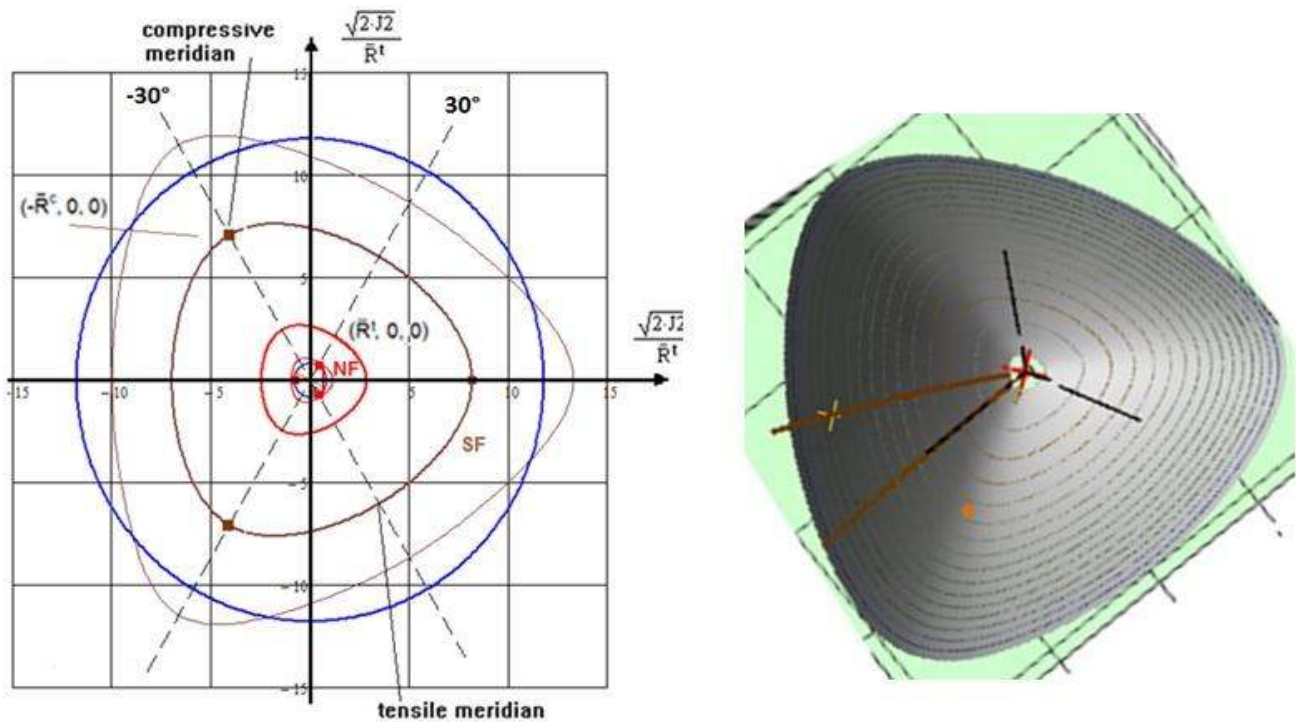 compressive
meridian
√2·J2
R̄ᵗ
15
-30°
30°
10
(-R̄ᶜ, 0, 0)
5
(R̄ᵗ, 0, 0)
√2·J2
R̄ᵗ
NF
-15
-10
-5
5
10
15
SF
-5
-10
-15
tensile meridian